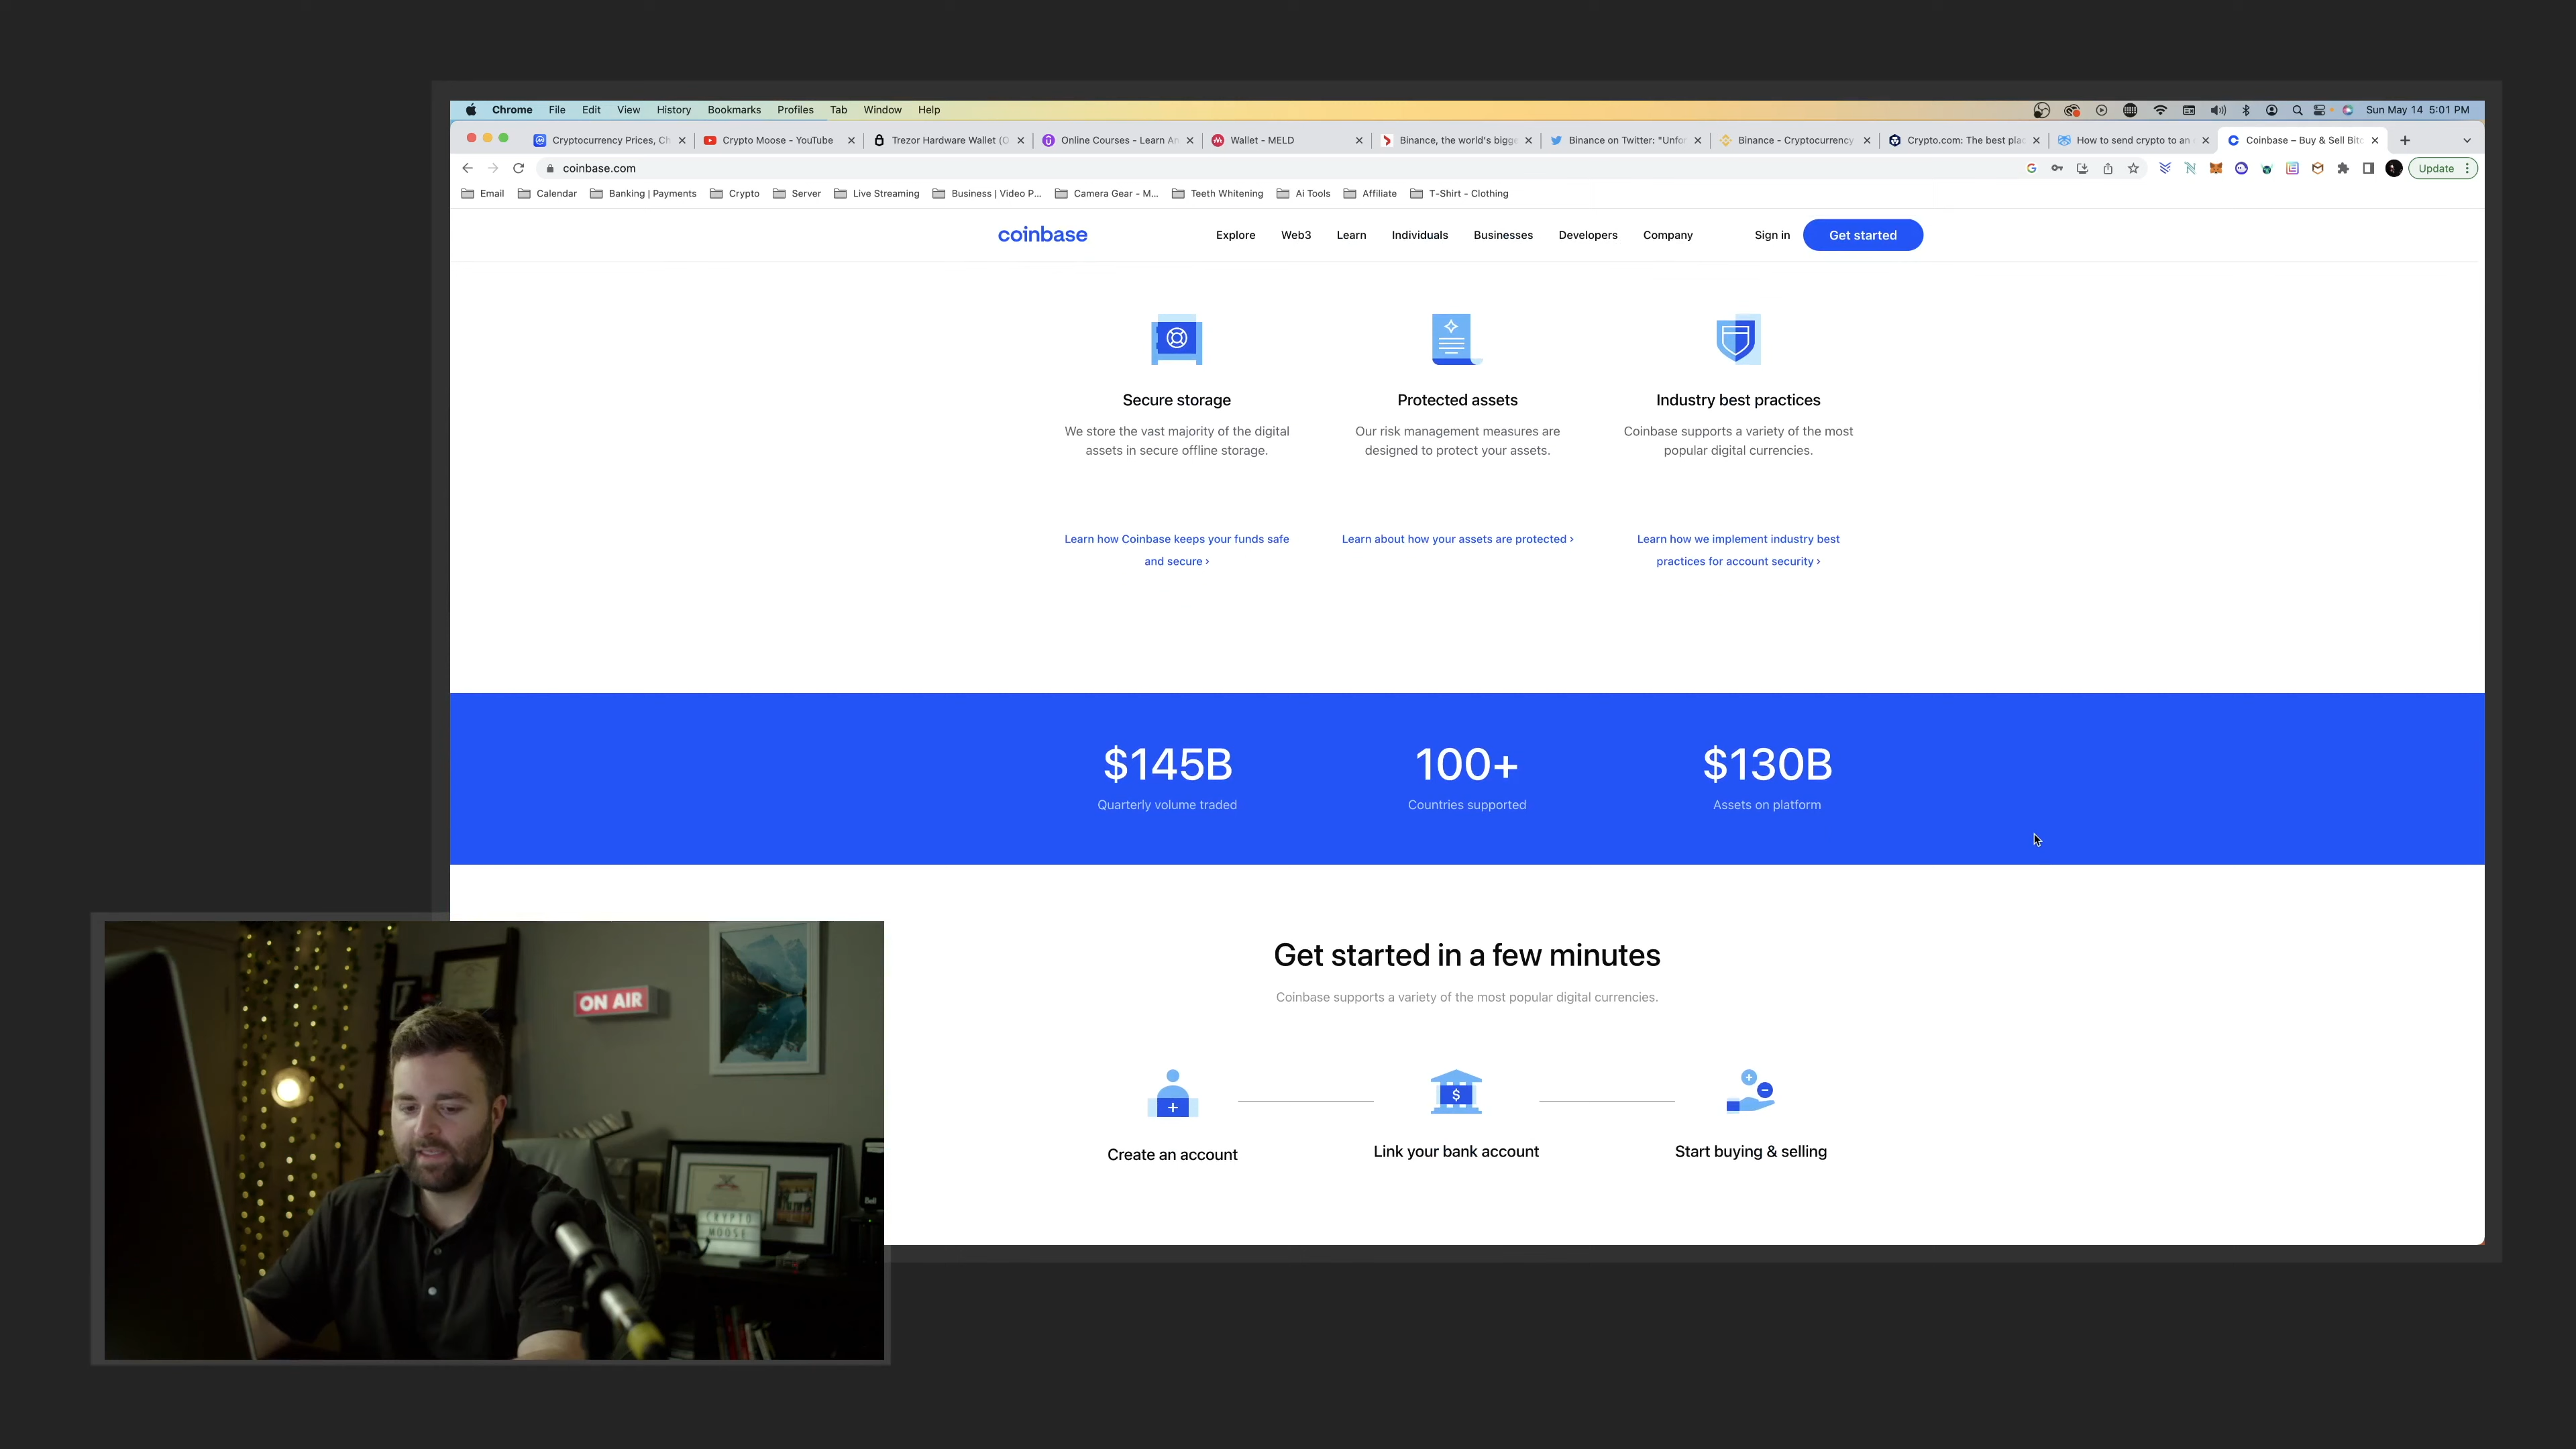 Chrome File Edit View History Bookmarks Profiles Tab Window Help Sun May 14 5:01 PM
Cryptocurrency Prices, Ch Crypto Moose - YouTube Trezor Hardware Wallet (O Online Courses - Learn An Wallet - MELD Binance, the world's bigge Binance on Twitter: "Unfor Binance - Cryptocurrency Crypto.com: The best plac How to send crypto to an Coinbase – Buy & Sell Bitc
coinbase.com Update
Email Calendar Banking | Payments Crypto Server Live Streaming Business | Video P... Camera Gear - M... Teeth Whitening Ai Tools Affiliate T-Shirt - Clothing
coinbase Explore Web3 Learn Individuals Businesses Developers Company Sign in Get started
Secure storage Protected assets Industry best practices
We store the vast majority of the digital Our risk management measures are Coinbase supports a variety of the most
assets in secure offline storage. designed to protect your assets. popular digital currencies.
Learn how Coinbase keeps your funds safe Learn about how your assets are protected › Learn how we implement industry best
and secure › practices for account security ›
$145B 100+ $130B
Quarterly volume traded Countries supported Assets on platform
Get started in a few minutes
Coinbase supports a variety of the most popular digital currencies.
Create an account Link your bank account Start buying & selling
ON AIR
CRYPTO
MOOSE